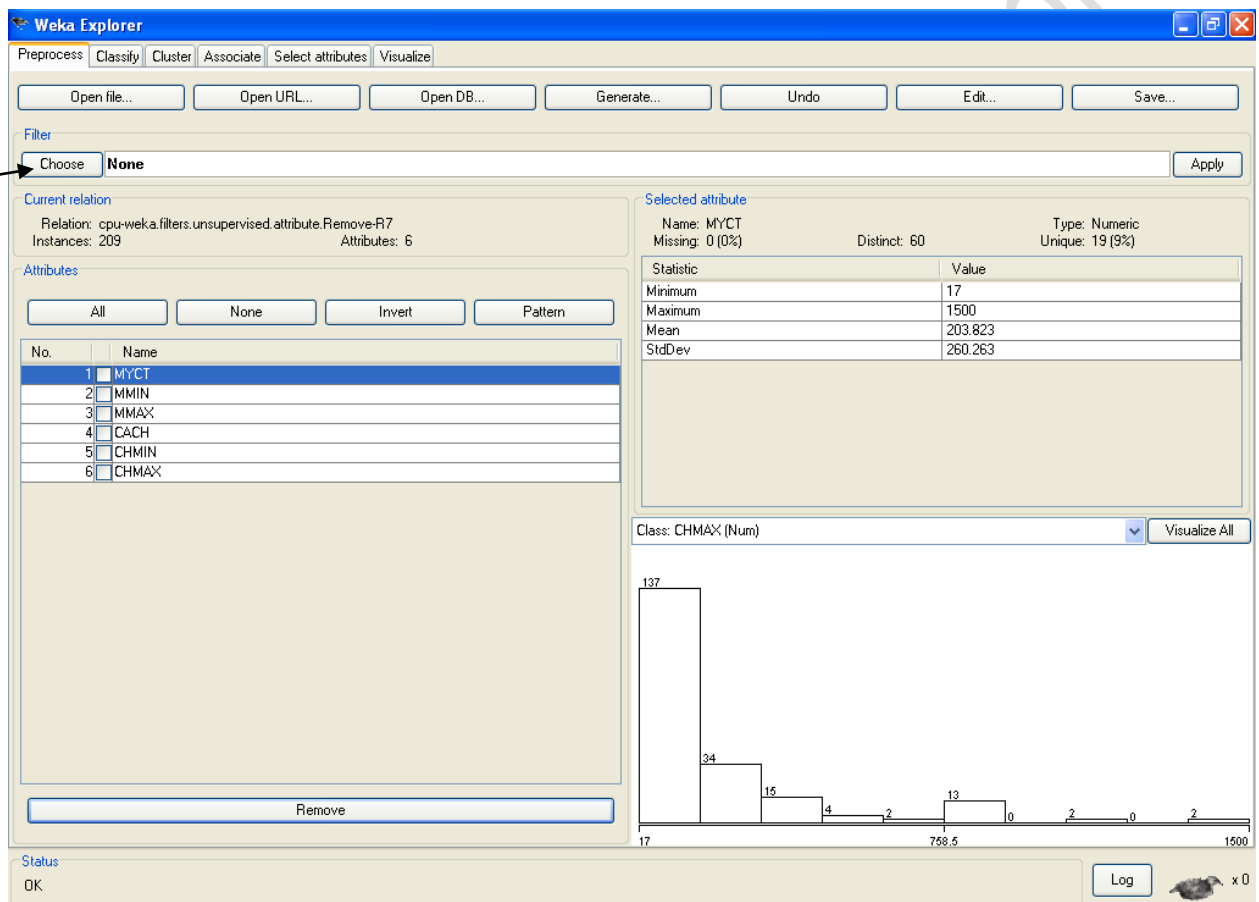 Weka Explorer
Preprocess Classify Cluster Associate Select attributes Visualize
Open file... Open URL... Open DB... Generate... Undo Edit... Save...
Filter
Choose None Apply
Current relation
Relation: cpu-weka.filters.unsupervised.attribute.Remove-R7
Instances: 209 Attributes: 6
Attributes
All None Invert Pattern
No. Name
1 MYCT
2 MMIN
3 MMAX
4 CACH
5 CHMIN
6 CHMAX
Remove
Selected attribute
Name: MYCT Type: Numeric
Missing: 0 (0%) Distinct: 60 Unique: 19 (9%)
Statistic Value
Minimum 17
Maximum 1500
Mean 203.823
StdDev 260.263
Class: CHMAX (Num) Visualize All
137
34
15
4
2
13
0
2
0
2
17 758.5 1500
Status
OK Log x 0